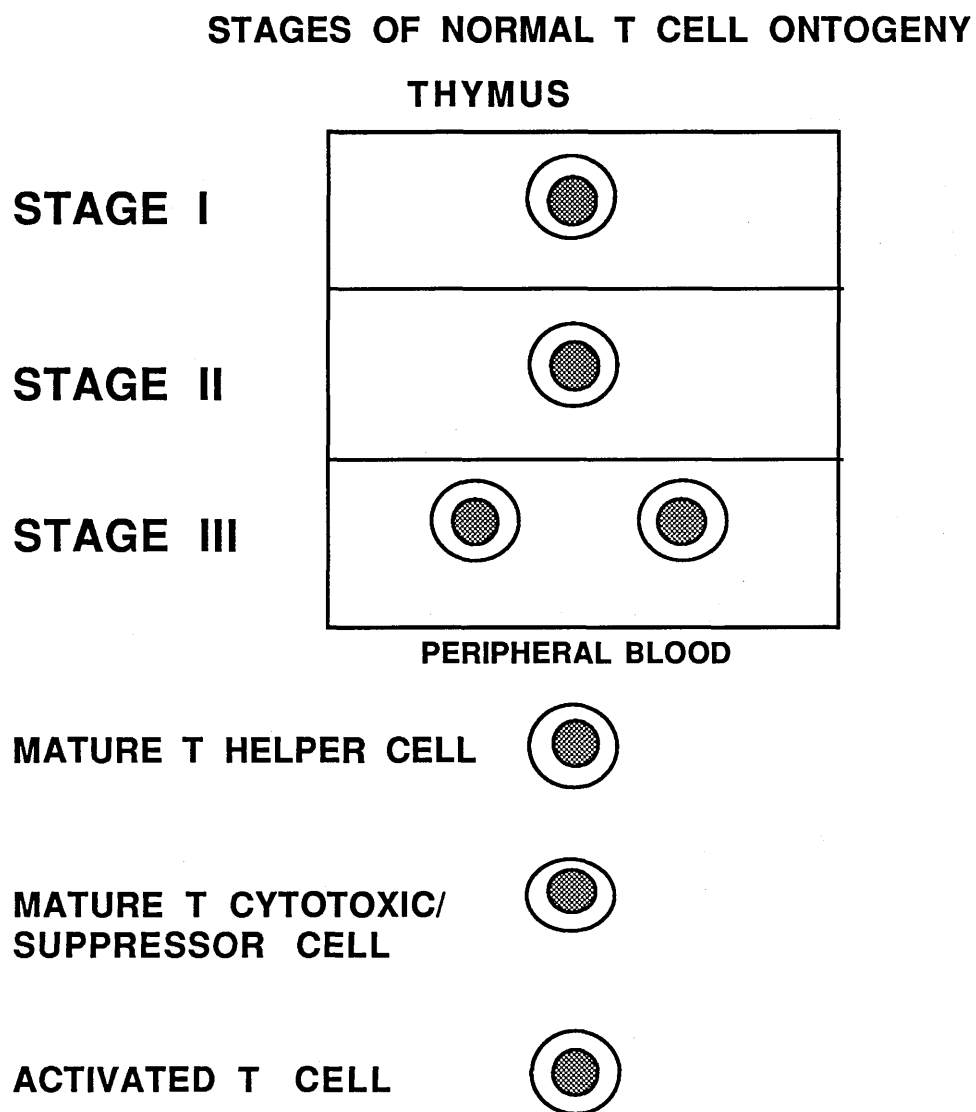 STAGES OF NORMAL T CELL ONTOGENY
THYMUS
STAGE I
STAGE II
STAGE III
PERIPHERAL BLOOD
MATURE T HELPER CELL
MATURE T CYTOTOXIC/
SUPPRESSOR CELL
ACTIVATED T CELL